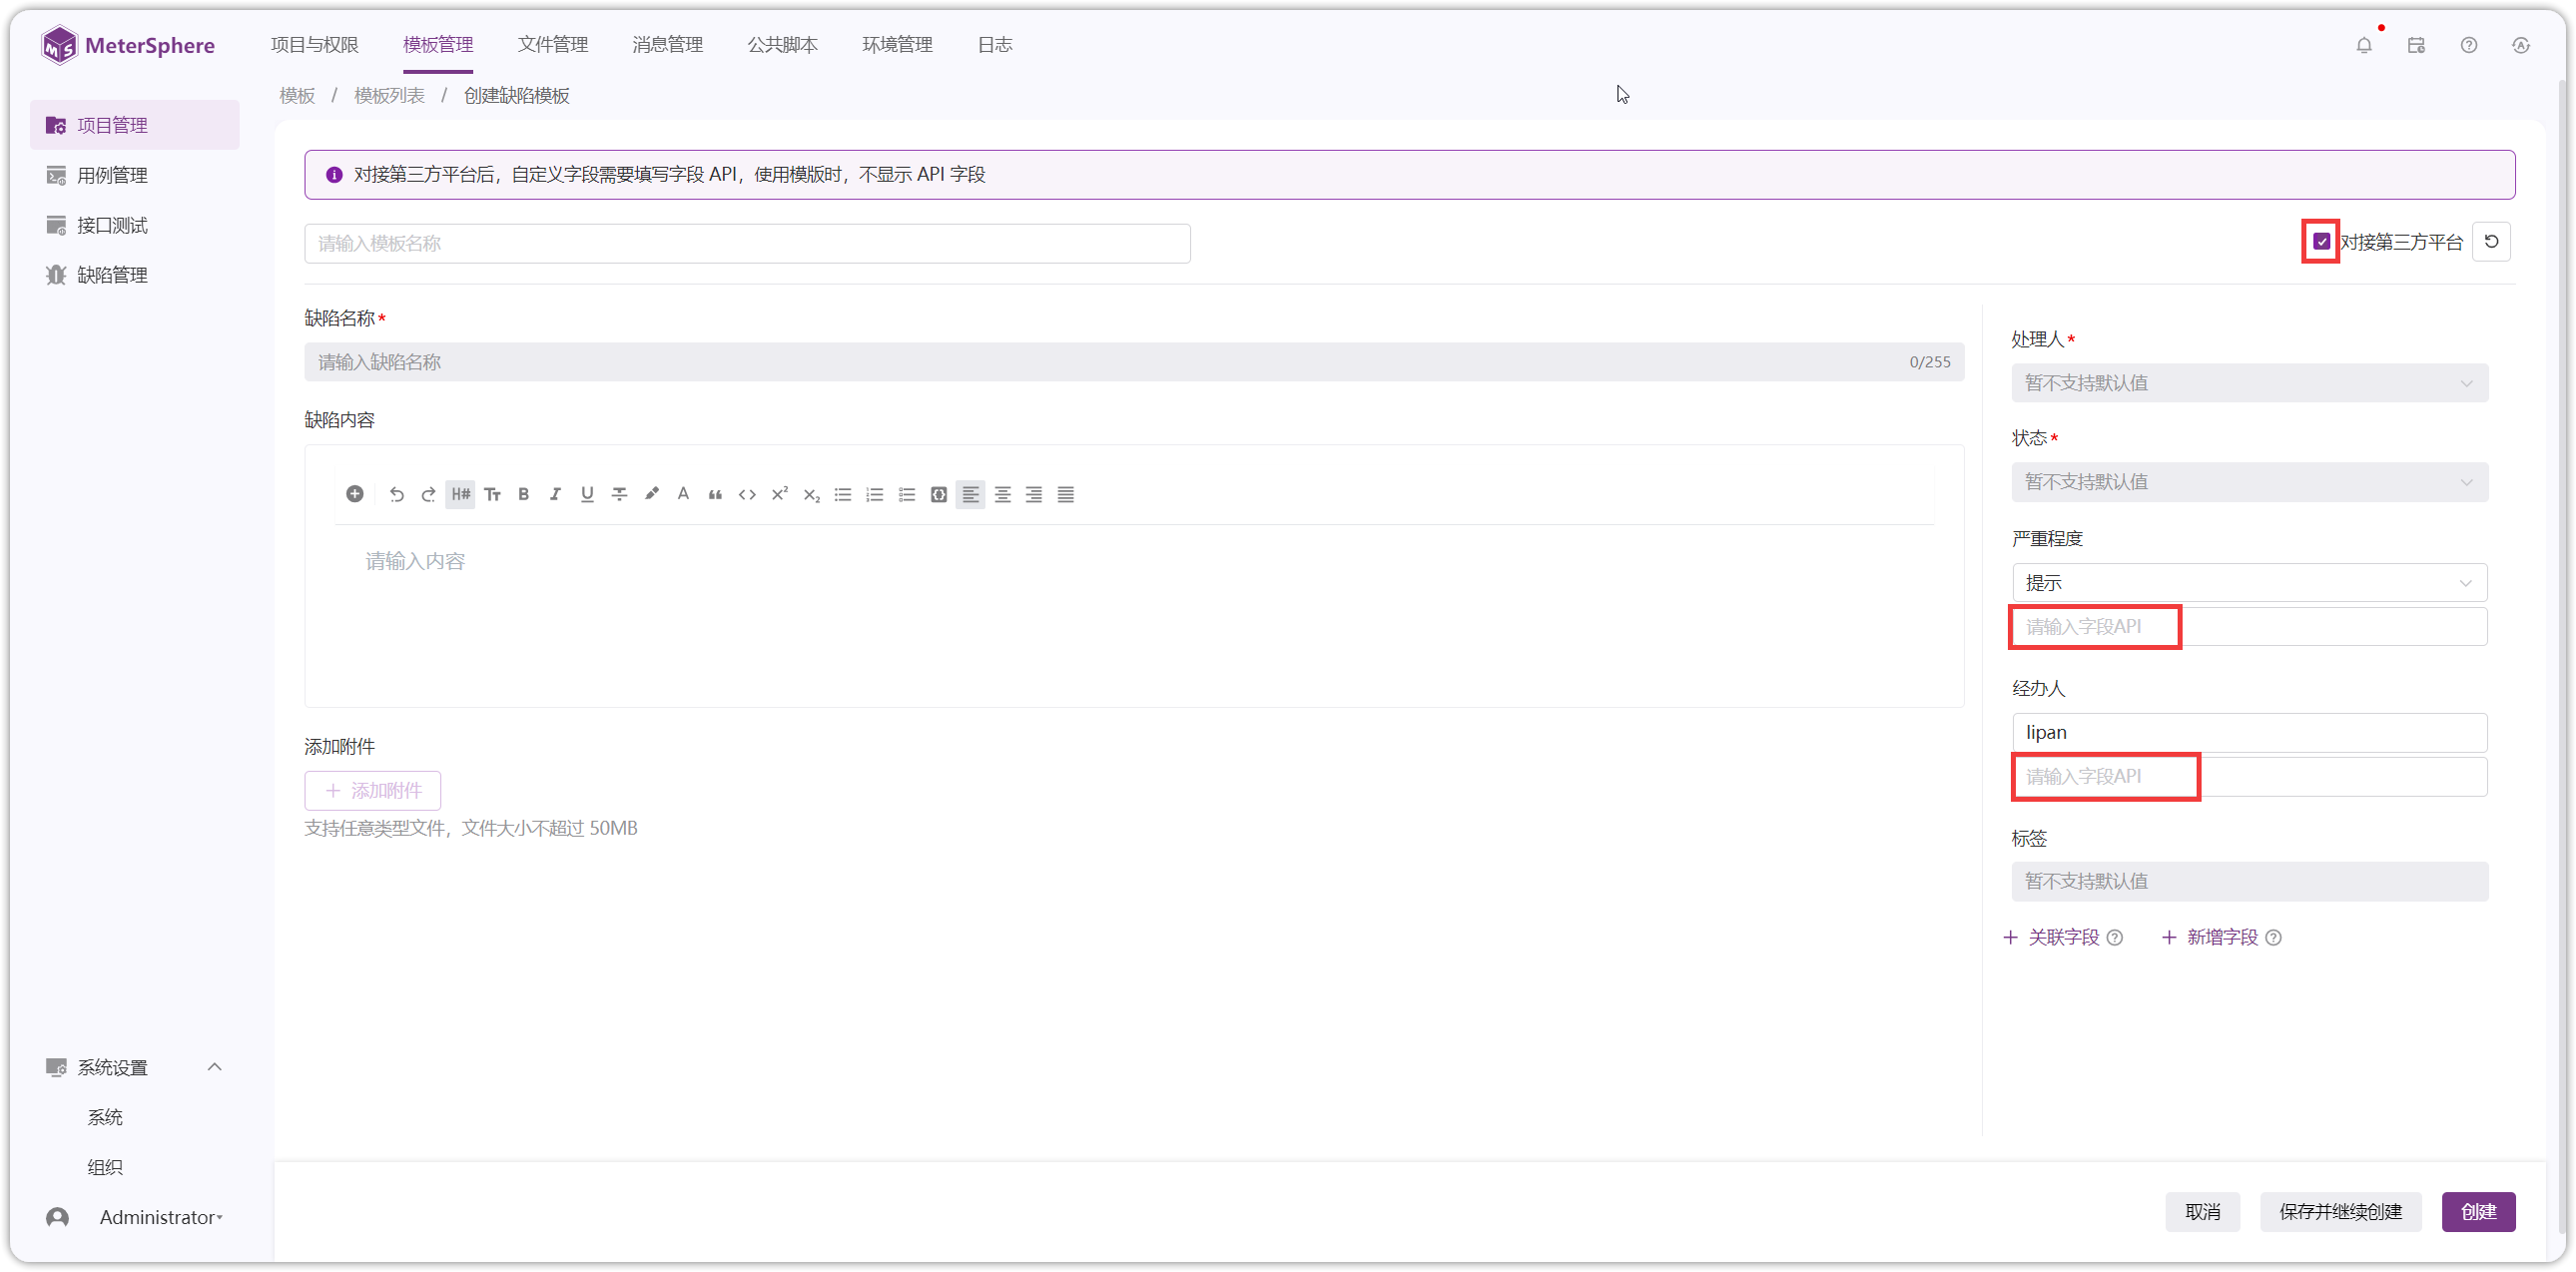 MeterSphere
项目与权限 模板管理 文件管理 消息管理 公共脚本 环境管理 日志
项目管理
用例管理
接口测试
缺陷管理
系统设置
系统
组织
Administrator
模板 / 模板列表 / 创建缺陷模板
对接第三方平台后，自定义字段需要填写字段 API，使用模版时，不显示 API 字段
请输入模板名称
对接第三方平台
缺陷名称*
请输入缺陷名称 0/255
缺陷内容
请输入内容
添加附件
+ 添加附件
支持任意类型文件，文件大小不超过 50MB
处理人*
暂不支持默认值
状态*
暂不支持默认值
严重程度
提示
请输入字段API
经办人
lipan
请输入字段API
标签
暂不支持默认值
+ 关联字段 + 新增字段
取消 保存并继续创建 创建